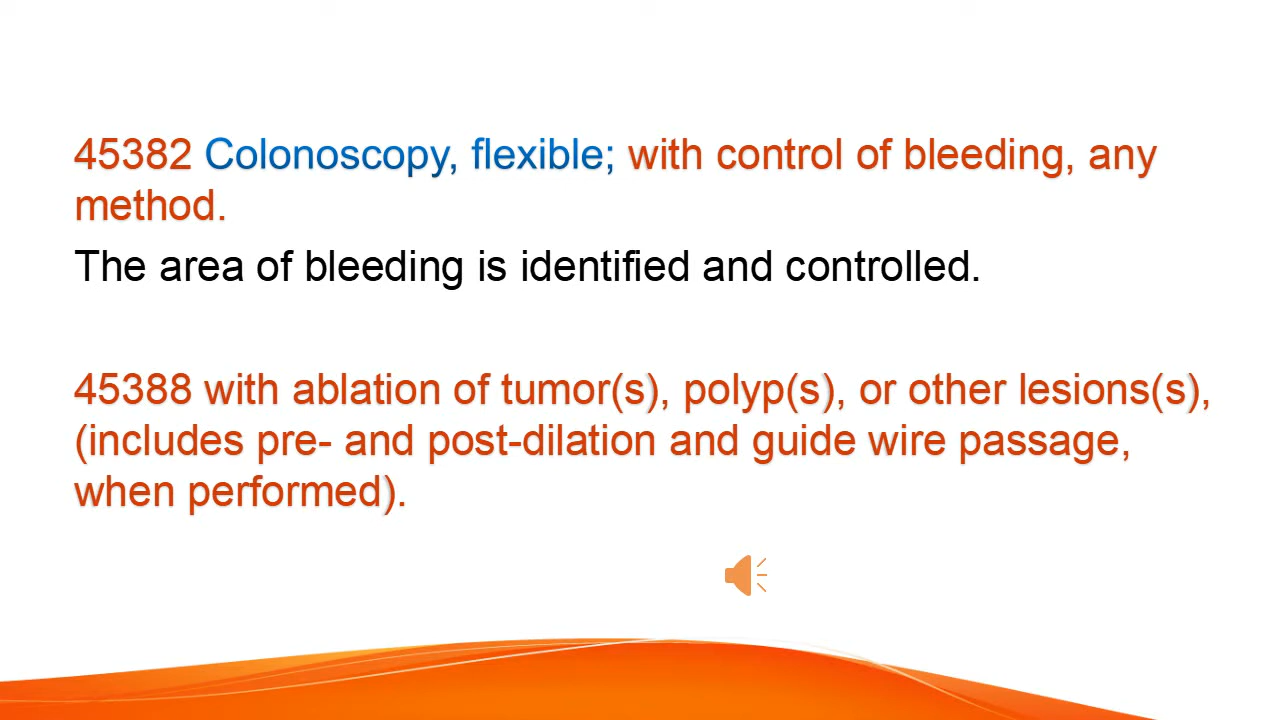 45382 Colonoscopy, flexible; with control of bleeding, any
method.
The area of bleeding is identified and controlled.
45388 with ablation of tumor(s), polyp(s), or other lesions(s),
(includes pre- and post-dilation and guide wire passage,
when performed).